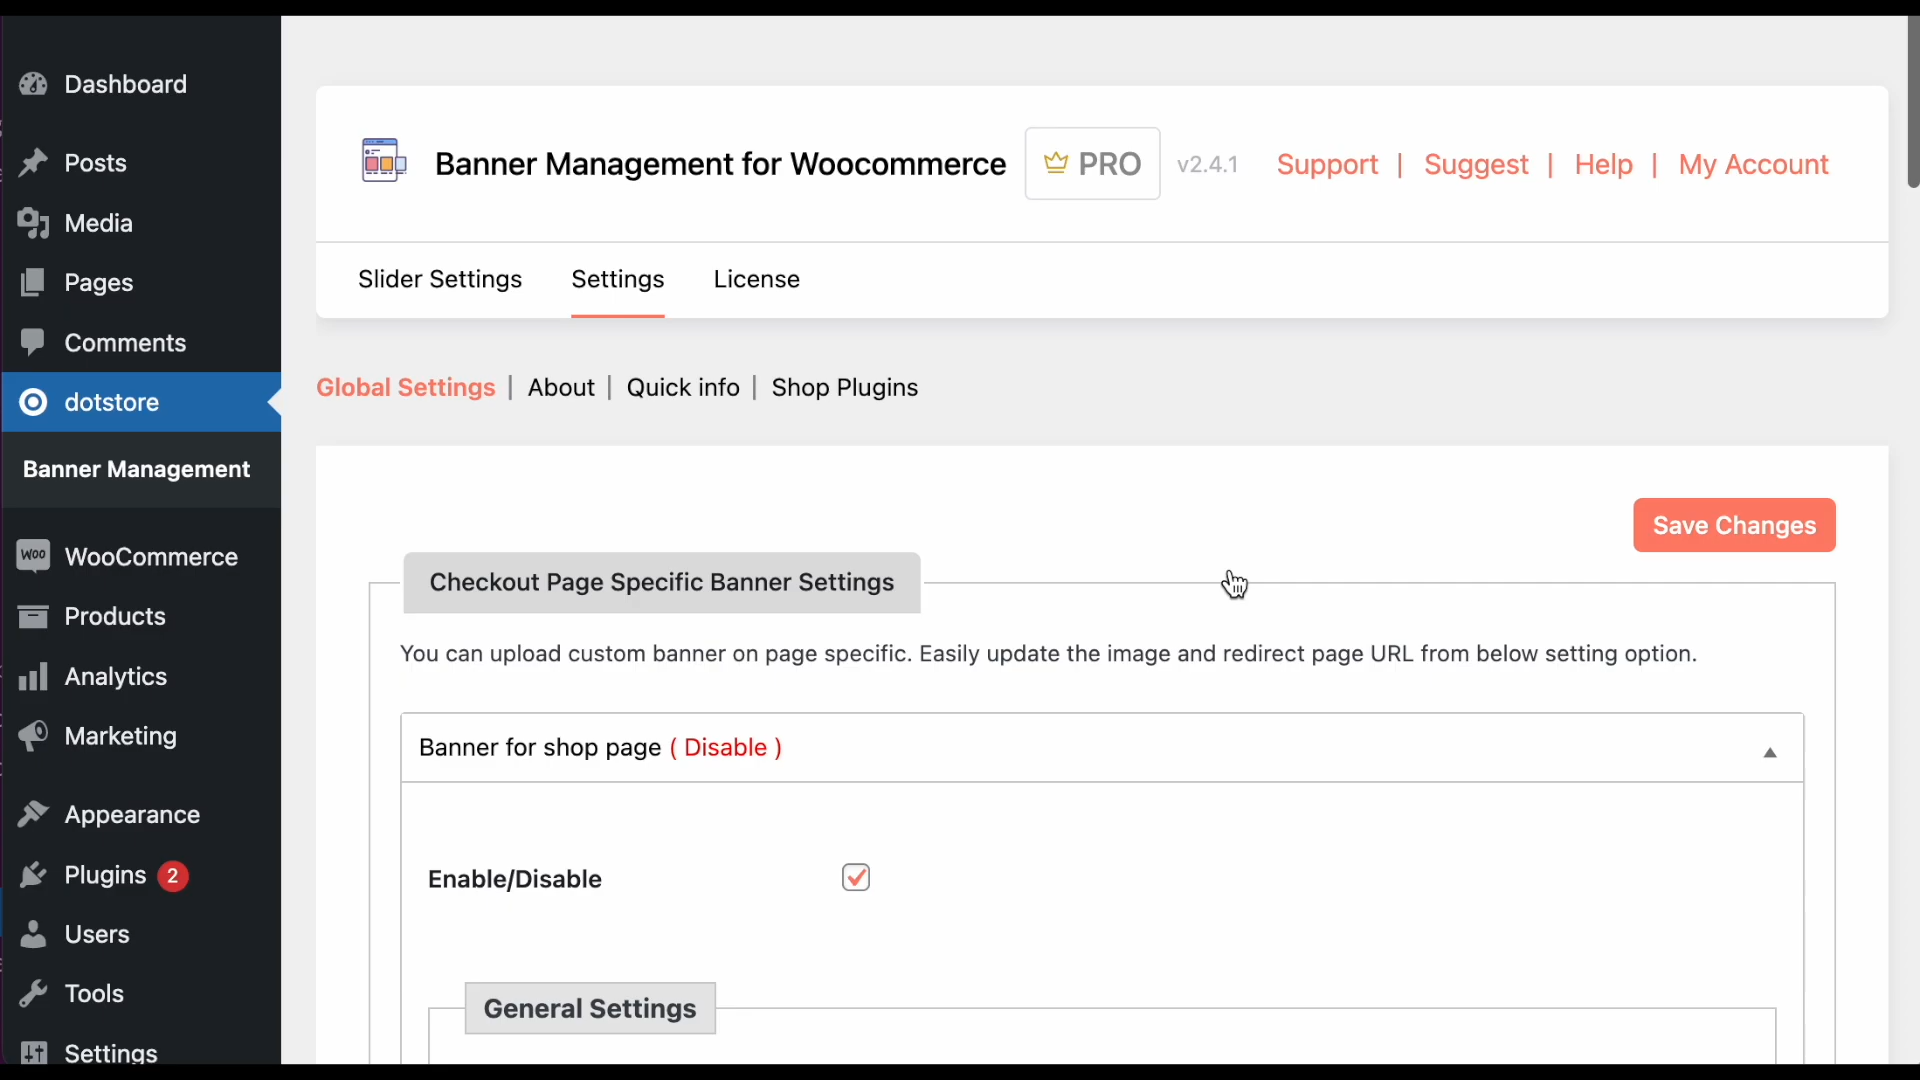 Dashboard
Posts
Media
Pages
Comments
dotstore
Banner Management
WOO WooCommerce
Products
Analytics
Marketing
Appearance
Plugins 2
Users
Tools
Settings
Banner Management for Woocommerce PRO v2.4.1 Support | Suggest | Help | My Account
Slider Settings Settings License
Global Settings | About | Quick info | Shop Plugins
Save Changes
Checkout Page Specific Banner Settings
You can upload custom banner on page specific. Easily update the image and redirect page URL from below setting option.
Banner for shop page ( Disable )
Enable/Disable
General Settings